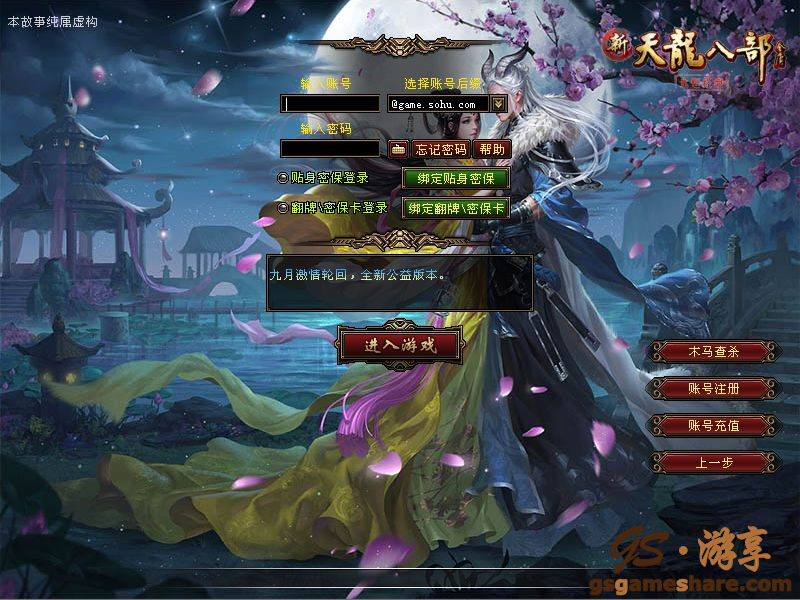 本故事纯属虚构
新天龍八部
输入账号
选择账号后缀
@game.sohu.com
输入密码
忘记密码
帮助
贴身密保登录
绑定贴身密保
翻牌\密保卡登录
绑定翻牌\密保卡
九月激情轮回，全新公益版本。
进入游戏
木马查杀
账号注册
账号充值
上一步
GS·游享
gsgameshare.com